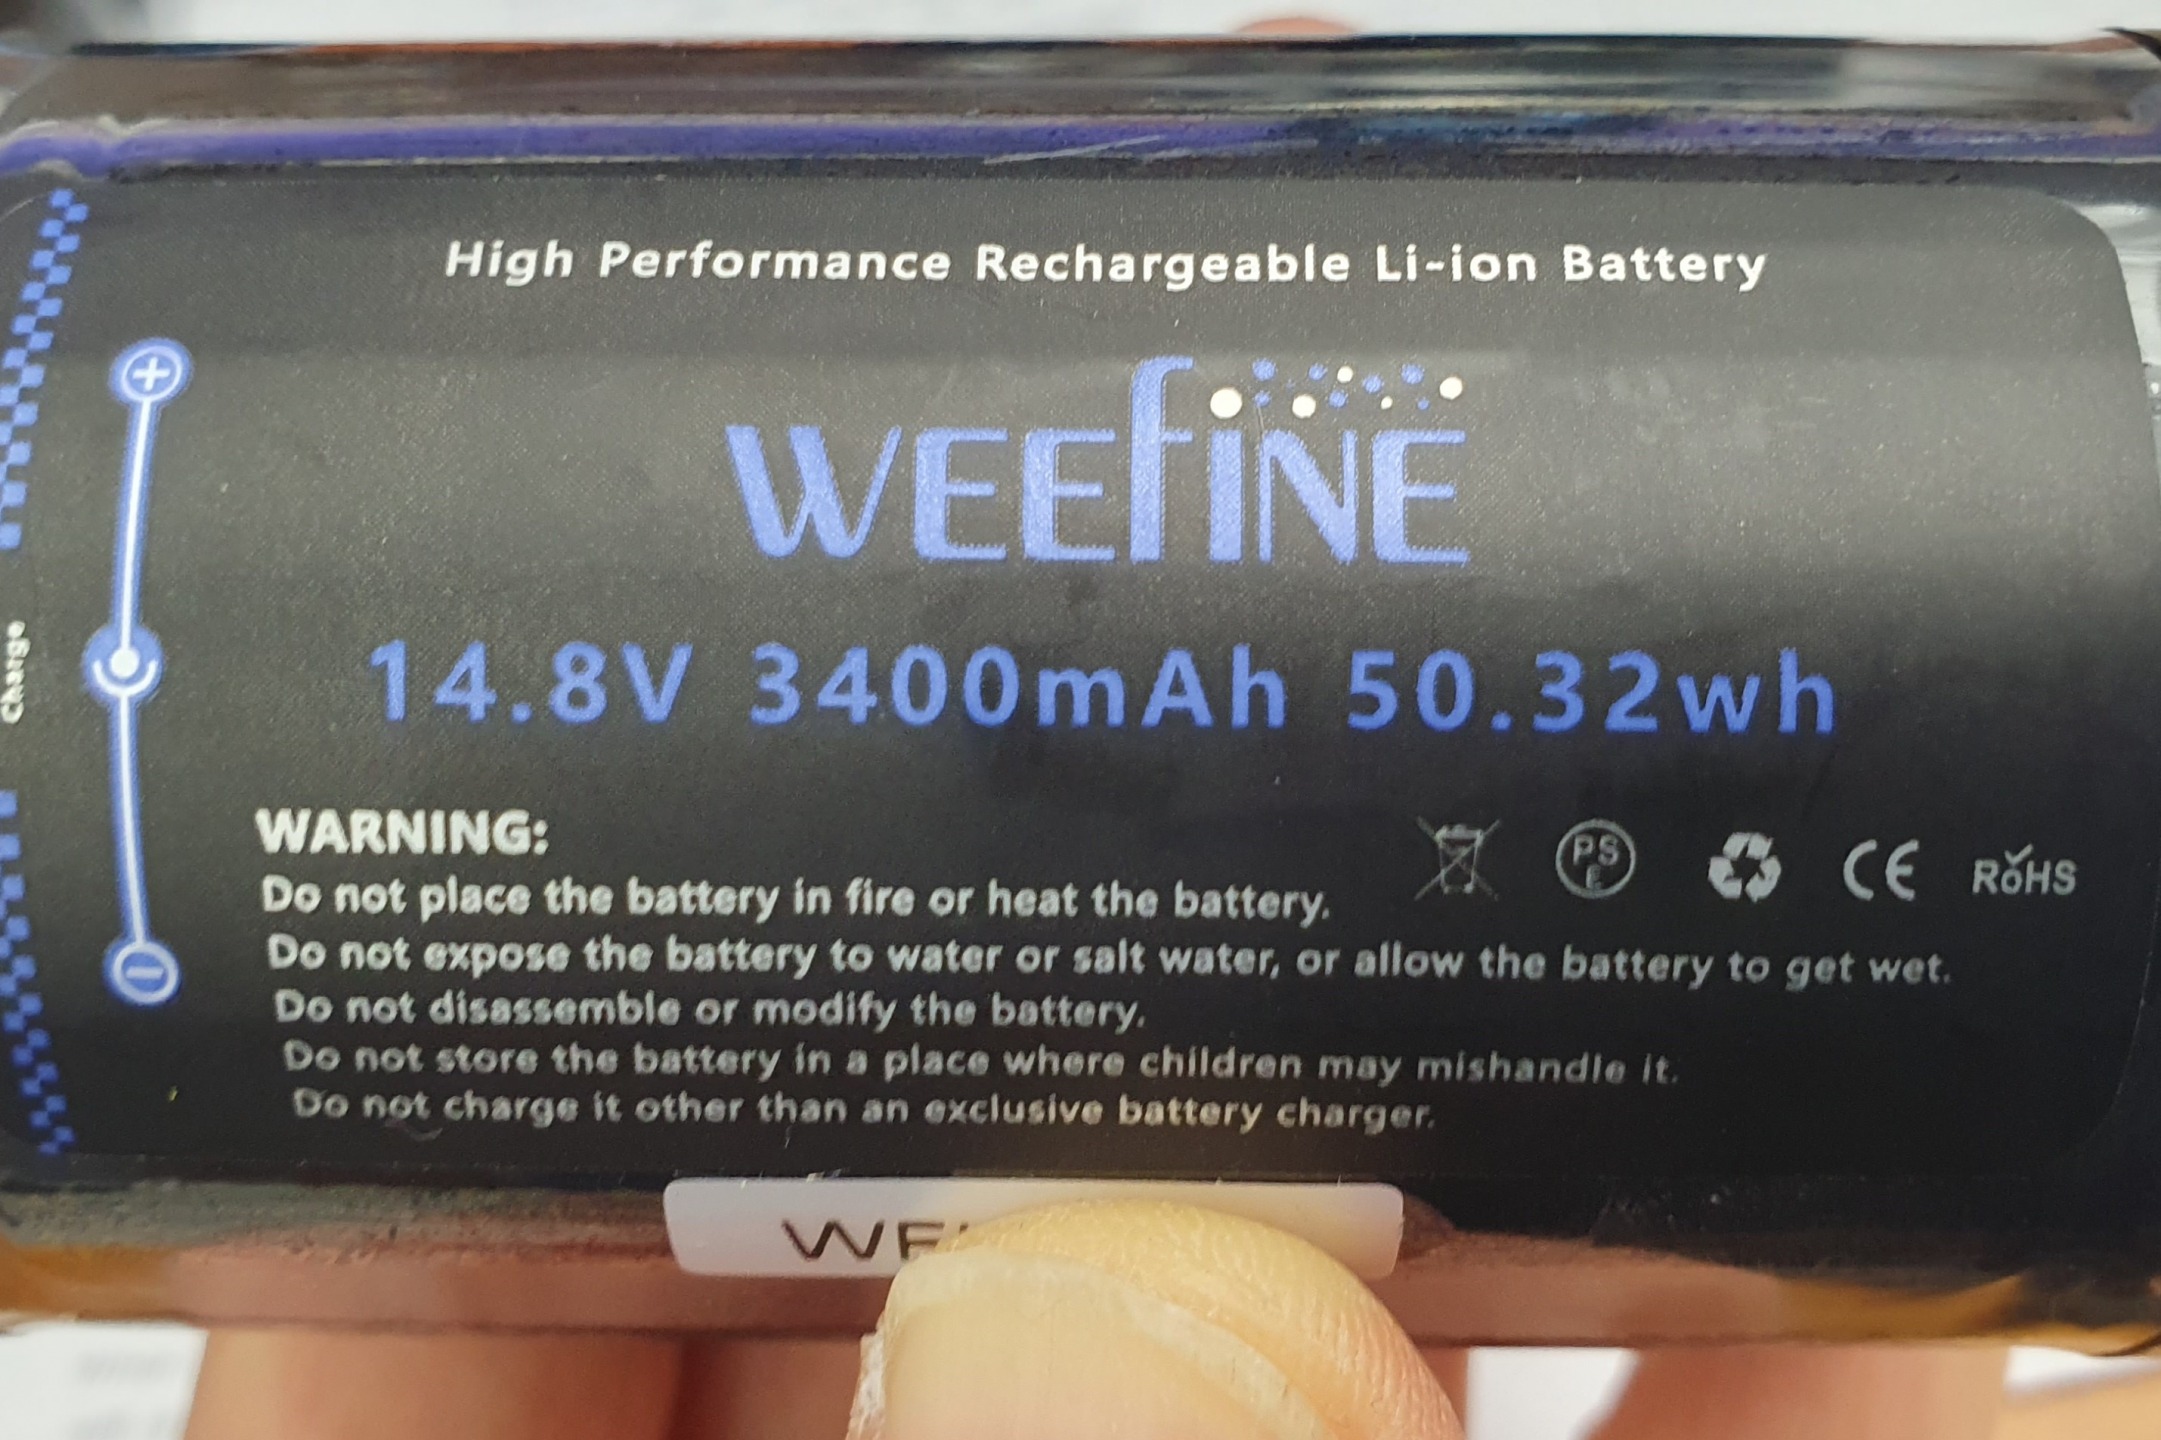 High Performance Rechargeable Li-ion Battery
WEEfINE
14.8V 3400mAh 50.32wh
Charge
WARNING:
PS
E
CE
RoHS
Do not place the battery in fire or heat the battery.
Do not expose the battery to water or salt water, or allow the battery to get wet.
Do not disassemble or modify the battery.
Do not store the battery in a place where children may mishandle it.
Do not charge it other than an exclusive battery charger.